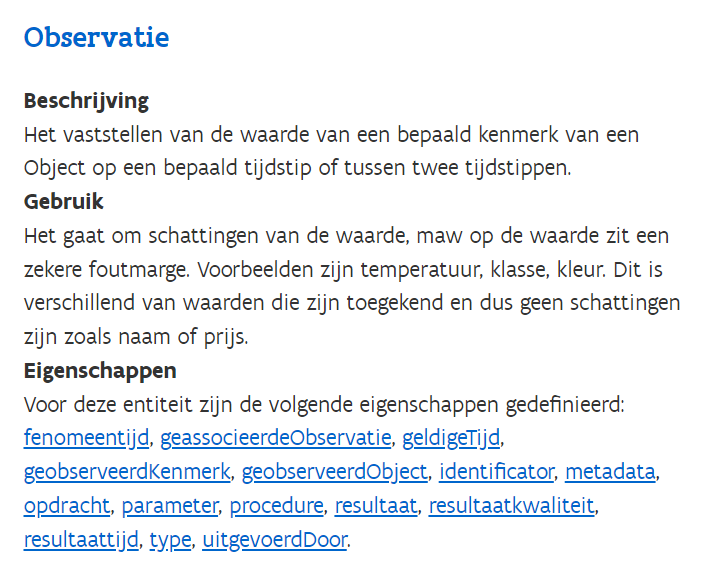 Observatie
Beschrijving
Het vaststellen van de waarde van een bepaald kenmerk van een
Object op een bepaald tijdstip of tussen twee tijdstippen.
Gebruik
Het gaat om schattingen van de waarde, maw op de waarde zit een
zekere foutmarge. Voorbeelden zijn temperatuur, klasse, kleur. Dit is
verschillend van waarden die zijn toegekend en dus geen schattingen
zijn zoals naam of prijs.
Eigenschappen
Voor deze entiteit zijn de volgende eigenschappen gedefinieerd:
fenomeentijd, geassocieerdeObservatie, geldigeTijd,
geobserveerdKenmerk, geobserveerdObject, identificator, metadata,
opdracht, parameter, procedure, resultaat, resultaatkwaliteit,
resultaattijd, type, uitgevoerdDoor.